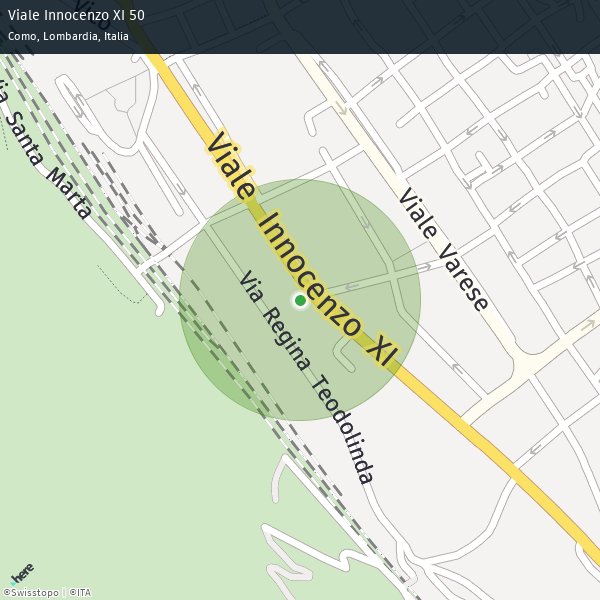 Viale Innocenzo XI 50
Como, Lombardia, Italia
Via Santa Marta
Viale Innocenzo XI
Viale Varese
Via Regina Teodolinda
here
©Swisstopo | ©ITA